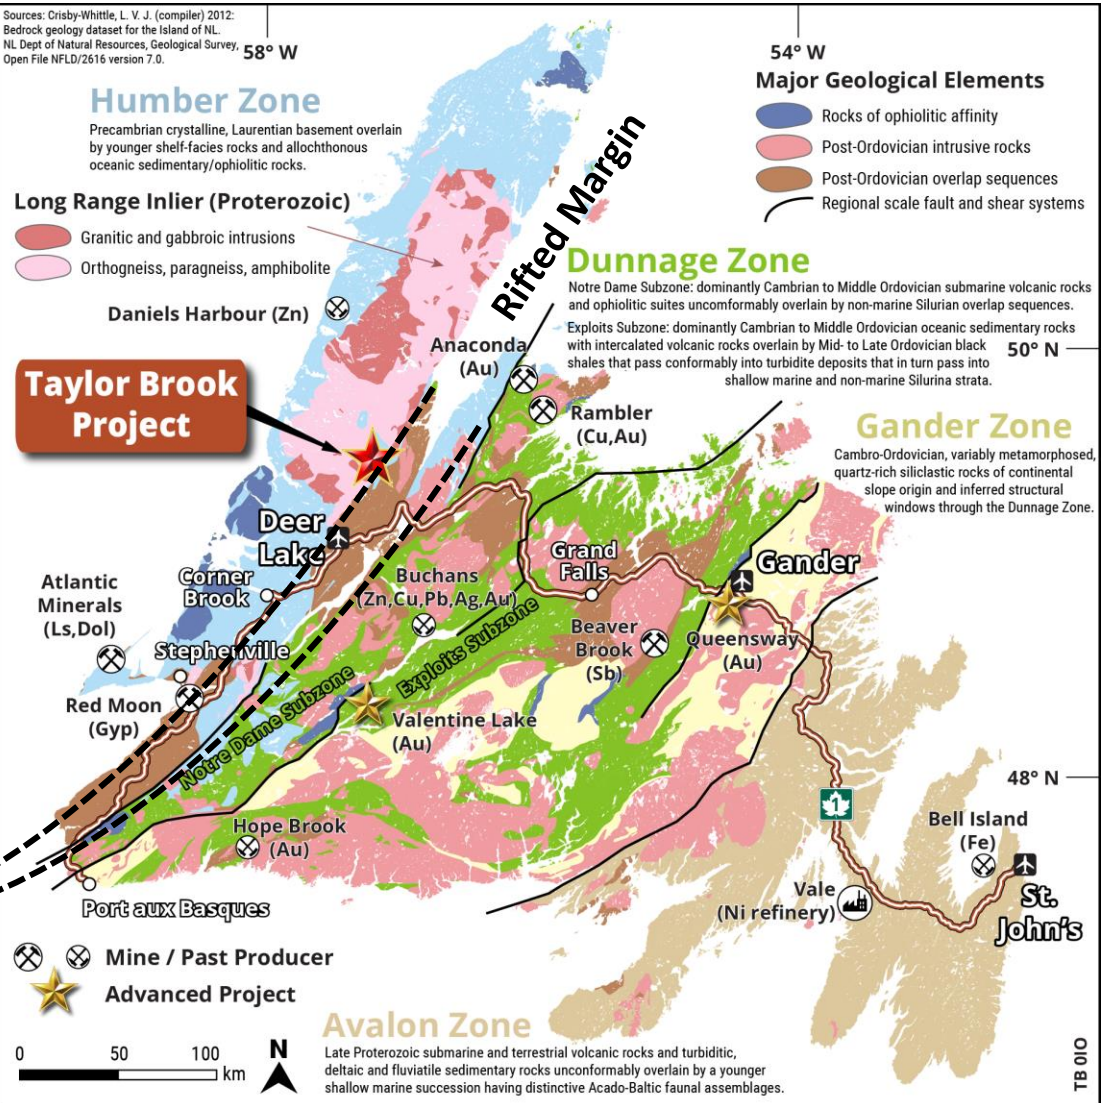 Sources: Crisby-Whittle, L. V. J. (compiler) 2012:
Bedrock geology dataset for the Island of NL.
NL Dept of Natural Resources, Geological Survey,
Open File NFLD/2616 version 7.0.
58° W
54° W
Major Geological Elements
Rocks of ophiolitic affinity
Post-Ordovician intrusive rocks
Post-Ordovician overlap sequences
Regional scale fault and shear systems
Humber Zone
Precambrian crystalline, Laurentian basement overlain
by younger shelf-facies rocks and allochthonous
oceanic sedimentary/ophiolitic rocks.
Long Range Inlier (Proterozoic)
Granitic and gabbroic intrusions
Orthogneiss, paragneiss, amphibolite
Rifted Margin
Dunnage Zone
Notre Dame Subzone: dominantly Cambrian to Middle Ordovician submarine volcanic rocks
and ophiolitic suites uncomformably overlain by non-marine Silurian overlap sequences.
Exploits Subzone: dominantly Cambrian to Middle Ordovician oceanic sedimentary rocks
with intercalated volcanic rocks overlain by Mid- to Late Ordovician black
shales that pass conformably into turbidite deposits that in turn pass into
shallow marine and non-marine Silurina strata.
50° N
Daniels Harbour (Zn)
Anaconda
(Au)
Taylor Brook
Project
Rambler
(Cu,Au)
Gander Zone
Cambro-Ordovician, variably metamorphosed,
quartz-rich siliclastic rocks of continental
slope origin and inferred structural
windows through the Dunnage Zone.
Deer
Lake
Corner
Brook
Grand
Falls
Gander
Atlantic
Minerals
(Ls,Dol)
Buchans
(Zn,Cu,Pb,Ag,Au)
Exploits Subzone
Beaver
Brook
(Sb)
Queensway
(Au)
Stephenville
Red Moon
(Gyp)
Notre Dame Subzone
Valentine Lake
(Au)
48° N
1
Hope Brook
(Au)
Bell Island
(Fe)
Vale
(Ni refinery)
St.
John's
Port aux Basques
Mine / Past Producer
Advanced Project
Avalon Zone
Late Proterozoic submarine and terrestrial volcanic rocks and turbiditic,
deltaic and fluviatile sedimentary rocks unconformably overlain by a younger
shallow marine succession having distinctive Acado-Baltic faunal assemblages.
0 50 100
km
N
TB 010